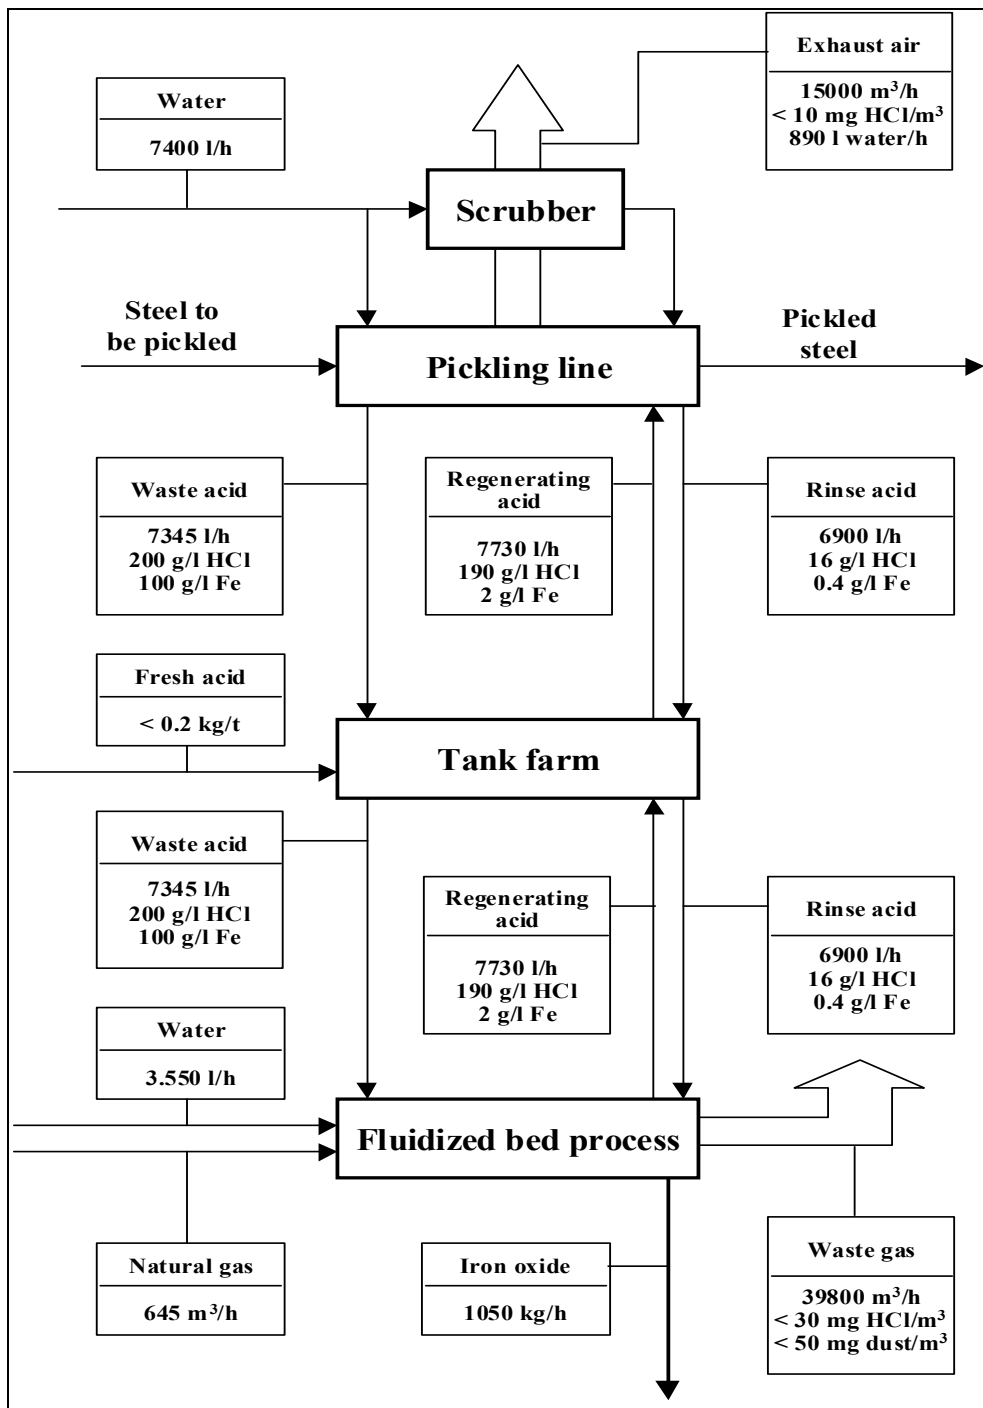 Exhaust air
15000 m³/h
< 10 mg HCl/m³
890 l water/h
Water
7400 l/h
Scrubber
Steel to
be pickled
Pickled
steel
Pickling line
Waste acid
7345 l/h
200 g/l HCl
100 g/l Fe
Regenerating
acid
7730 l/h
190 g/l HCl
2 g/l Fe
Rinse acid
6900 l/h
16 g/l HCl
0.4 g/l Fe
Fresh acid
< 0.2 kg/t
Tank farm
Waste acid
7345 l/h
200 g/l HCl
100 g/l Fe
Regenerating
acid
7730 l/h
190 g/l HCl
2 g/l Fe
Rinse acid
6900 l/h
16 g/l HCl
0.4 g/l Fe
Water
3.550 l/h
Fluidized bed process
Natural gas
645 m³/h
Iron oxide
1050 kg/h
Waste gas
39800 m³/h
< 30 mg HCl/m³
< 50 mg dust/m³